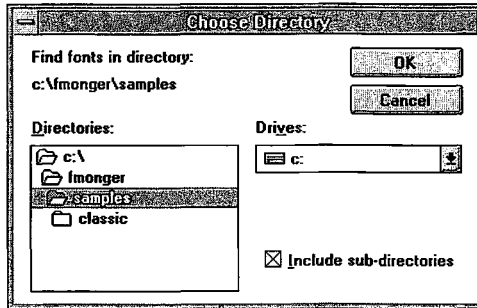 Choose Directory
Find fonts in directory:
c:\fmonger\samples
OK
Cancel
Directories:
c:\
fmonger
samples
classic
Drives:
c:
Include sub-directories